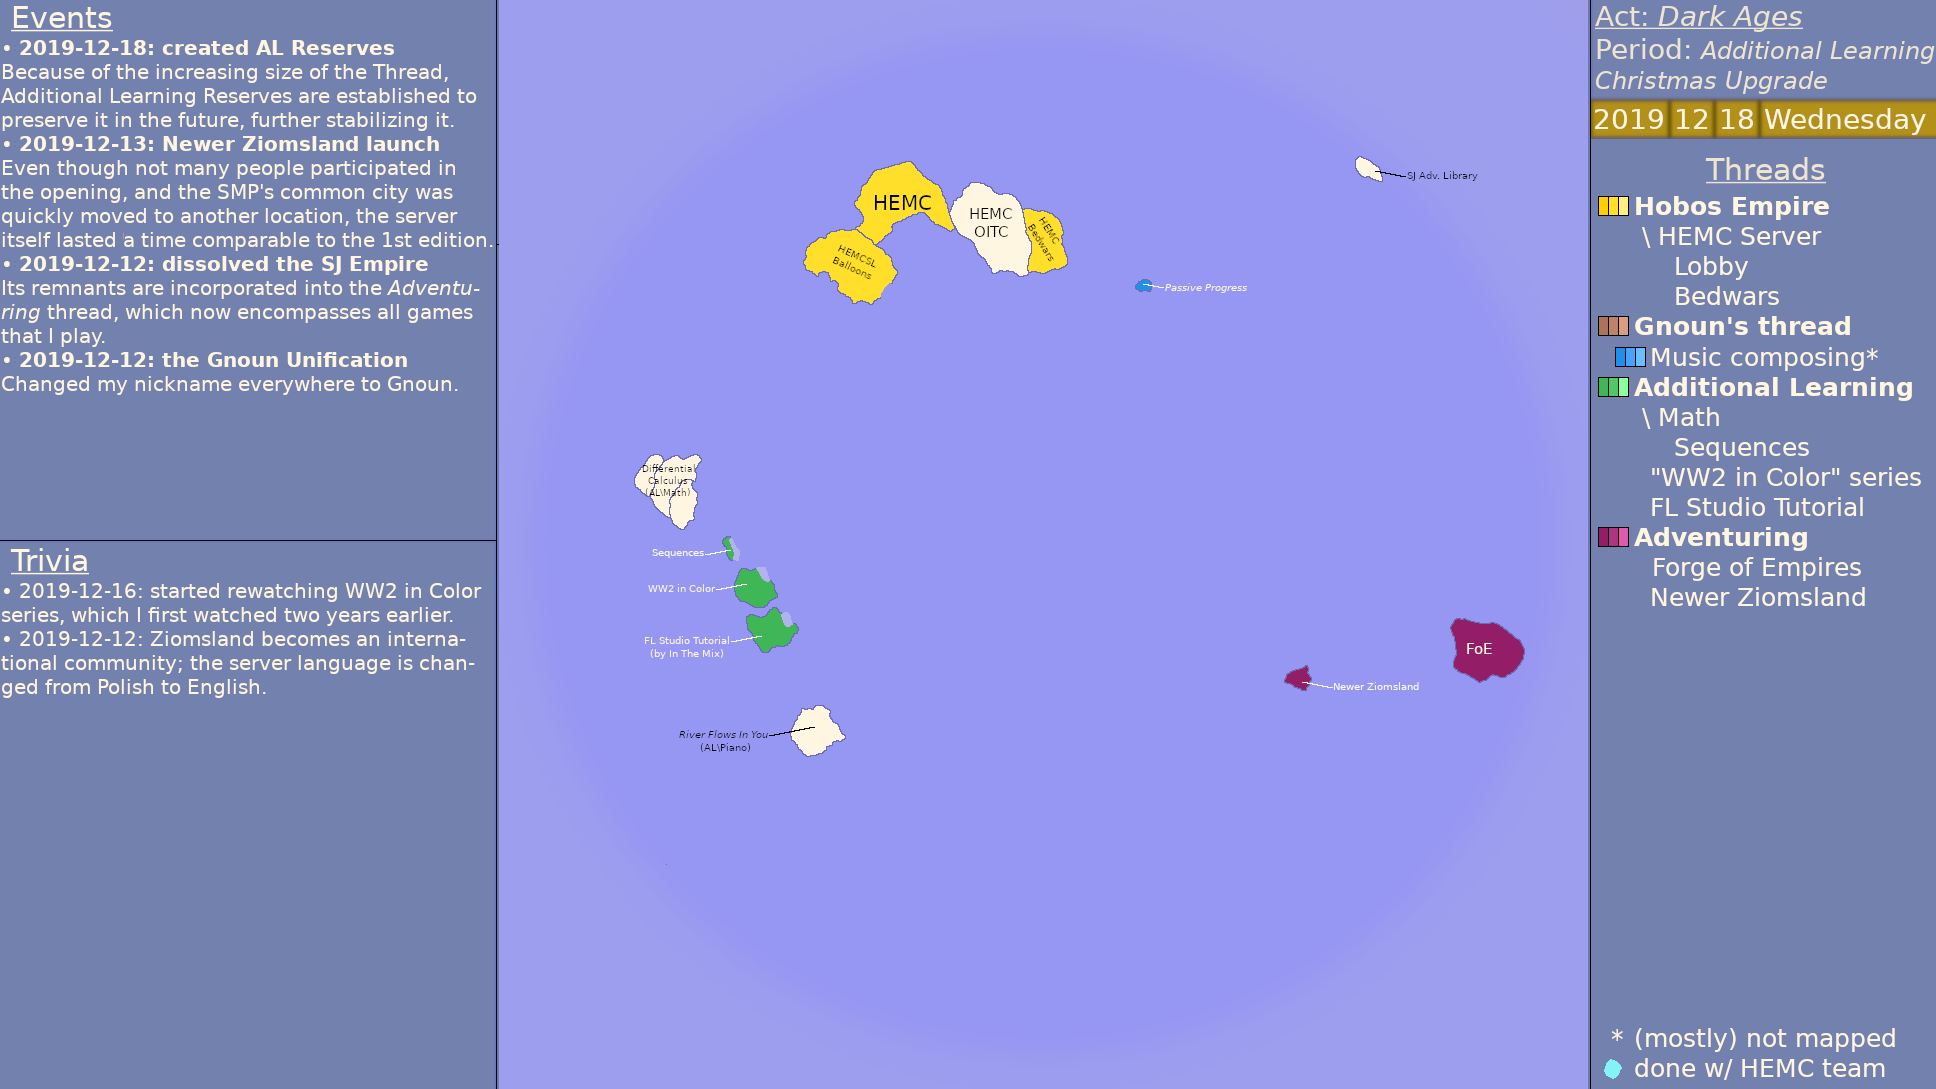 Events
• 2019-12-18: created AL Reserves
Because of the increasing size of the Thread,
Additional Learning Reserves are established to
preserve it in the future, further stabilizing it.
• 2019-12-13: Newer Ziomsland launch
Even though not many people participated in
the opening, and the SMP's common city was
quickly moved to another location, the server
itself lasted a time comparable to the 1st edition.
• 2019-12-12: dissolved the SJ Empire
Its remnants are incorporated into the Adventu-
ring thread, which now encompasses all games
that I play.
• 2019-12-12: the Gnoun Unification
Changed my nickname everywhere to Gnoun.
Trivia
• 2019-12-16: started rewatching WW2 in Color
series, which I first watched two years earlier.
• 2019-12-12: Ziomsland becomes an interna-
tional community; the server language is chan-
ged from Polish to English.
HEMC
HEMC
OITC
HEMC
Bedwars
HEMCSL
Balloons
SJ Adv. Library
Passive Progress
Differential
Calculus
(AL\Math)
Sequences
WW2 in Color
FL Studio Tutorial
(by In The Mix)
River Flows In You
(AL\Piano)
FoE
Newer Ziomsland
Act: Dark Ages
Period: Additional Learning
Christmas Upgrade
2019 12 18 Wednesday
Threads
Hobos Empire
\ HEMC Server
Lobby
Bedwars
Gnoun's thread
Music composing*
Additional Learning
\ Math
Sequences
"WW2 in Color" series
FL Studio Tutorial
Adventuring
Forge of Empires
Newer Ziomsland
* (mostly) not mapped
done w/ HEMC team